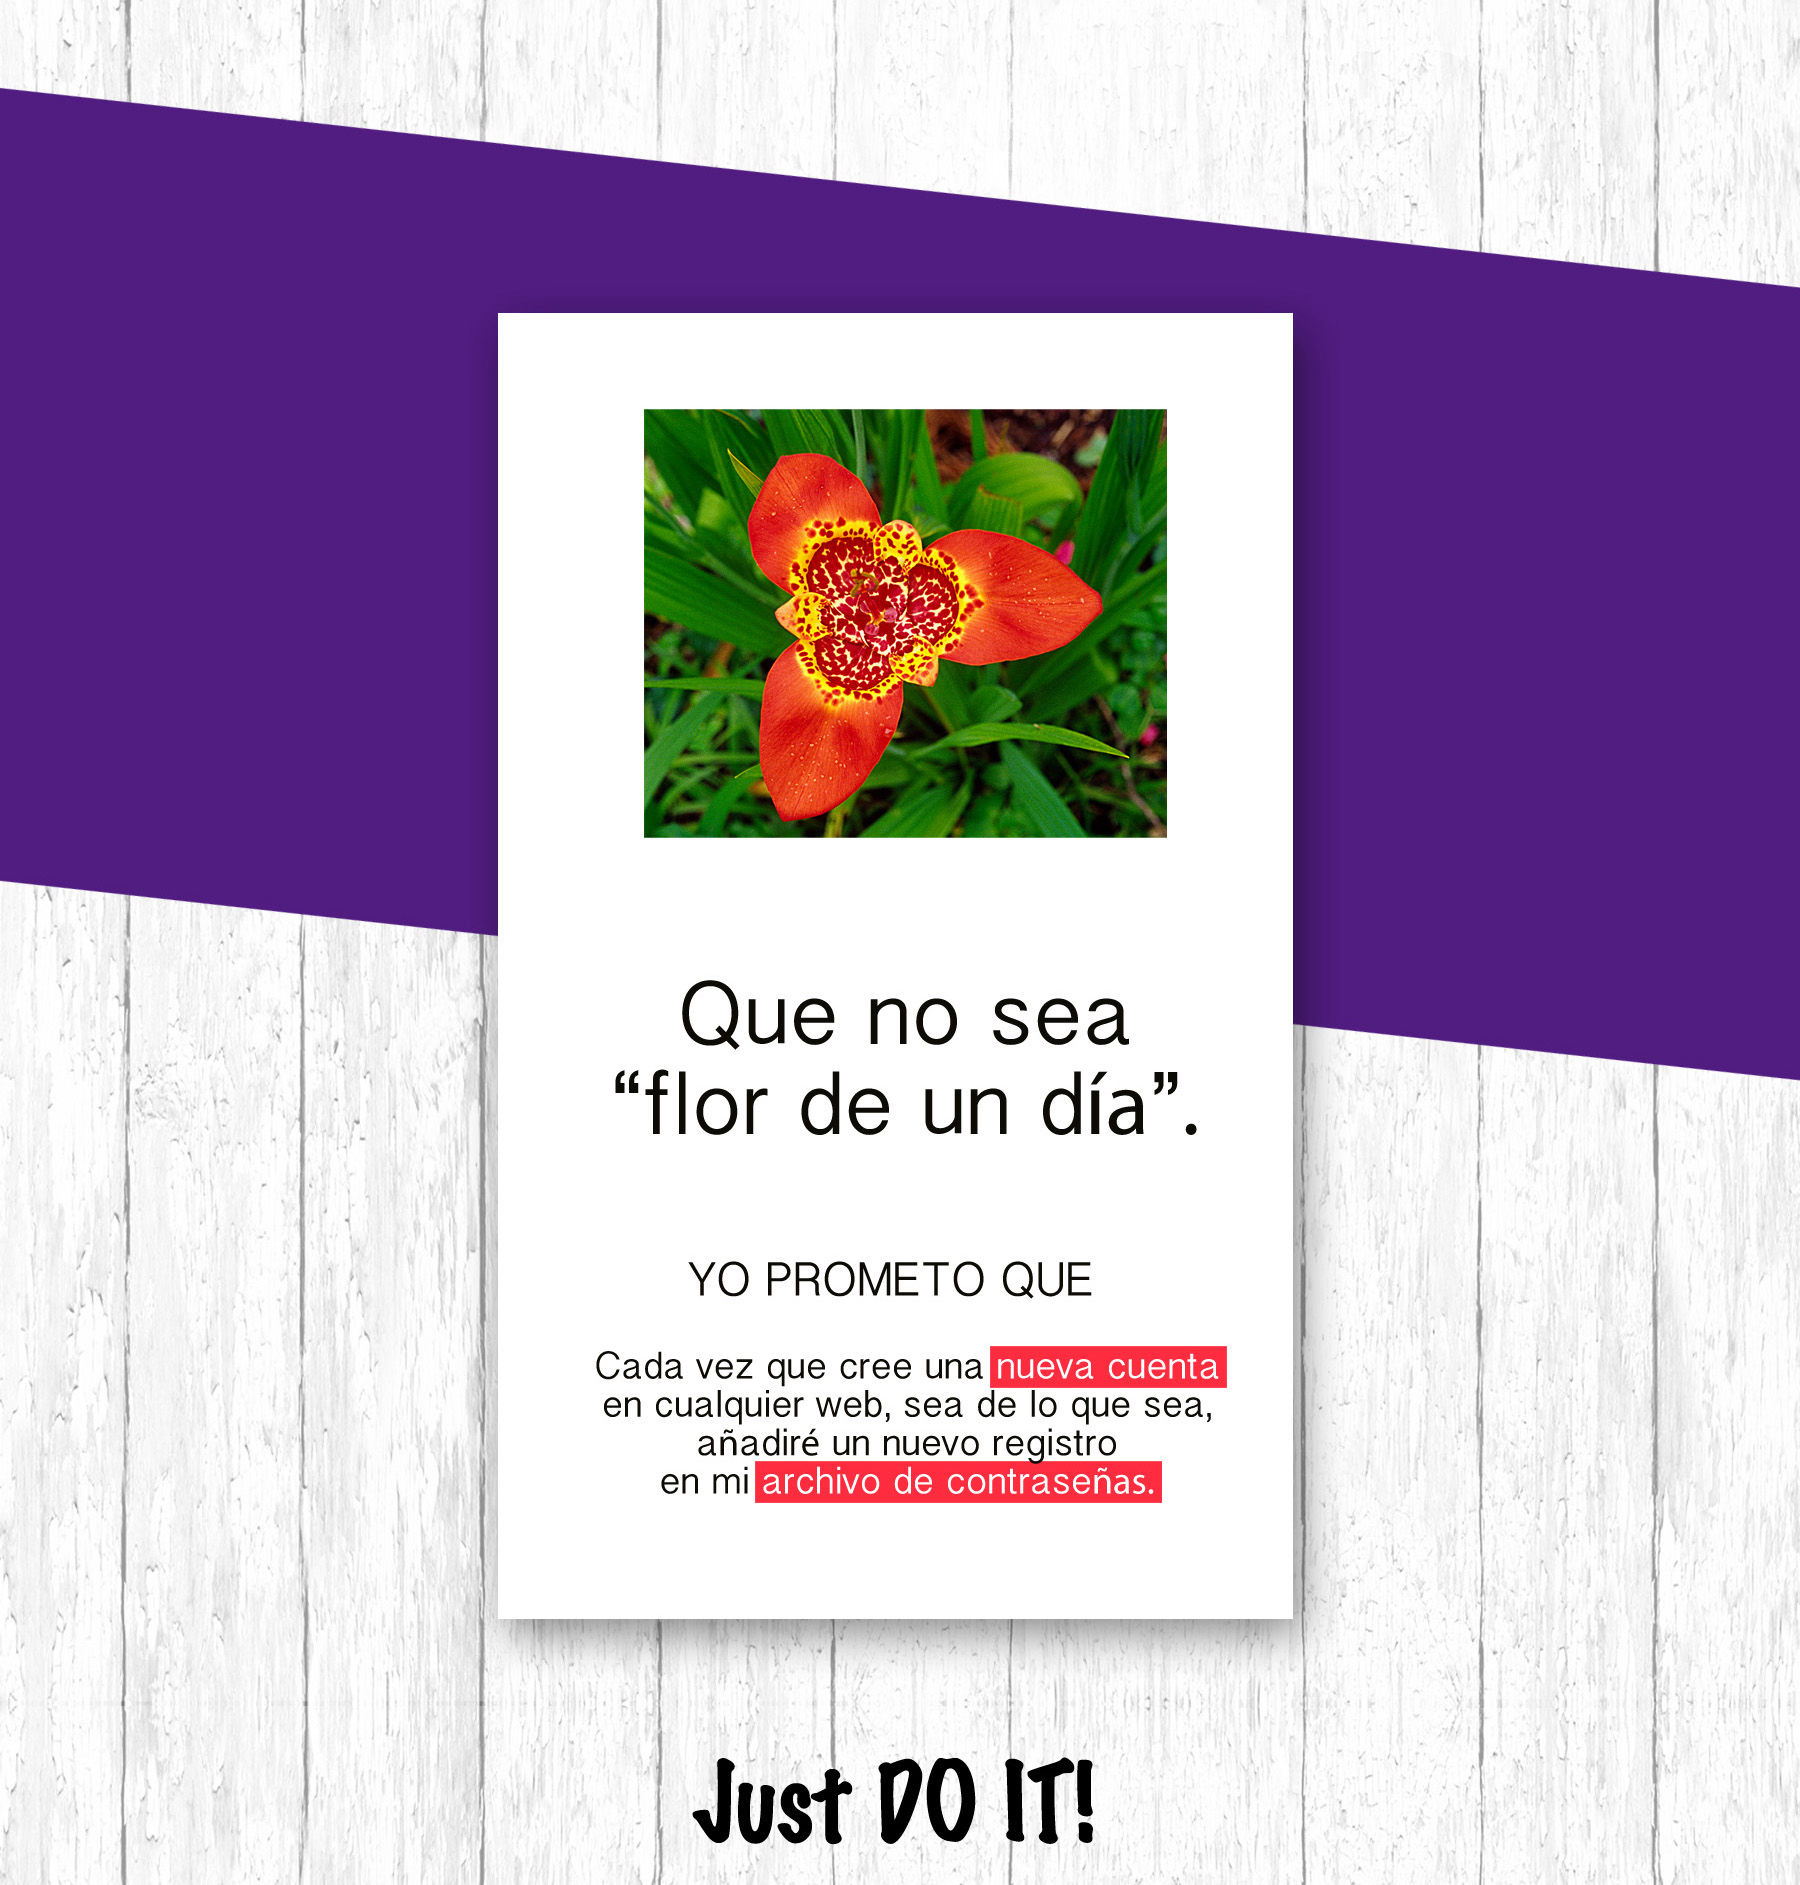 Que no sea
“flor de un día”.
YO PROMETO QUE
Cada vez que cree una nueva cuenta
en cualquier web, sea de lo que sea,
añadiré un nuevo registro
en mi archivo de contraseñas.
Just DO IT!